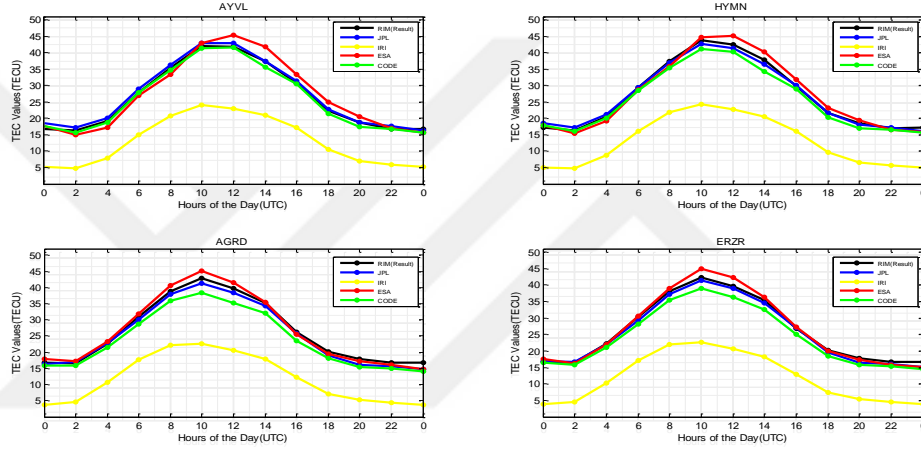 AYVL
50
45
40
35
30
25
20
15
10
5
TEC Values(TECU)
0 2 4 6 8 10 12 14 16 18 20 22 0
Hours of the Day(UTC)
RIM(Result)
JPL
IRI
ESA
CODE
HYMN
50
45
40
35
30
25
20
15
10
5
TEC Values(TECU)
0 2 4 6 8 10 12 14 16 18 20 22 0
Hours of the Day(UTC)
RIM(Result)
JPL
IRI
ESA
CODE
AGRD
50
45
40
35
30
25
20
15
10
5
TEC Values(TECU)
0 2 4 6 8 10 12 14 16 18 20 22 0
Hours of the Day(UTC)
RIM(Result)
JPL
IRI
ESA
CODE
ERZR
50
45
40
35
30
25
20
15
10
5
TEC Values(TECU)
0 2 4 6 8 10 12 14 16 18 20 22 0
Hours of the Day(UTC)
RIM(Result)
JPL
IRI
ESA
CODE